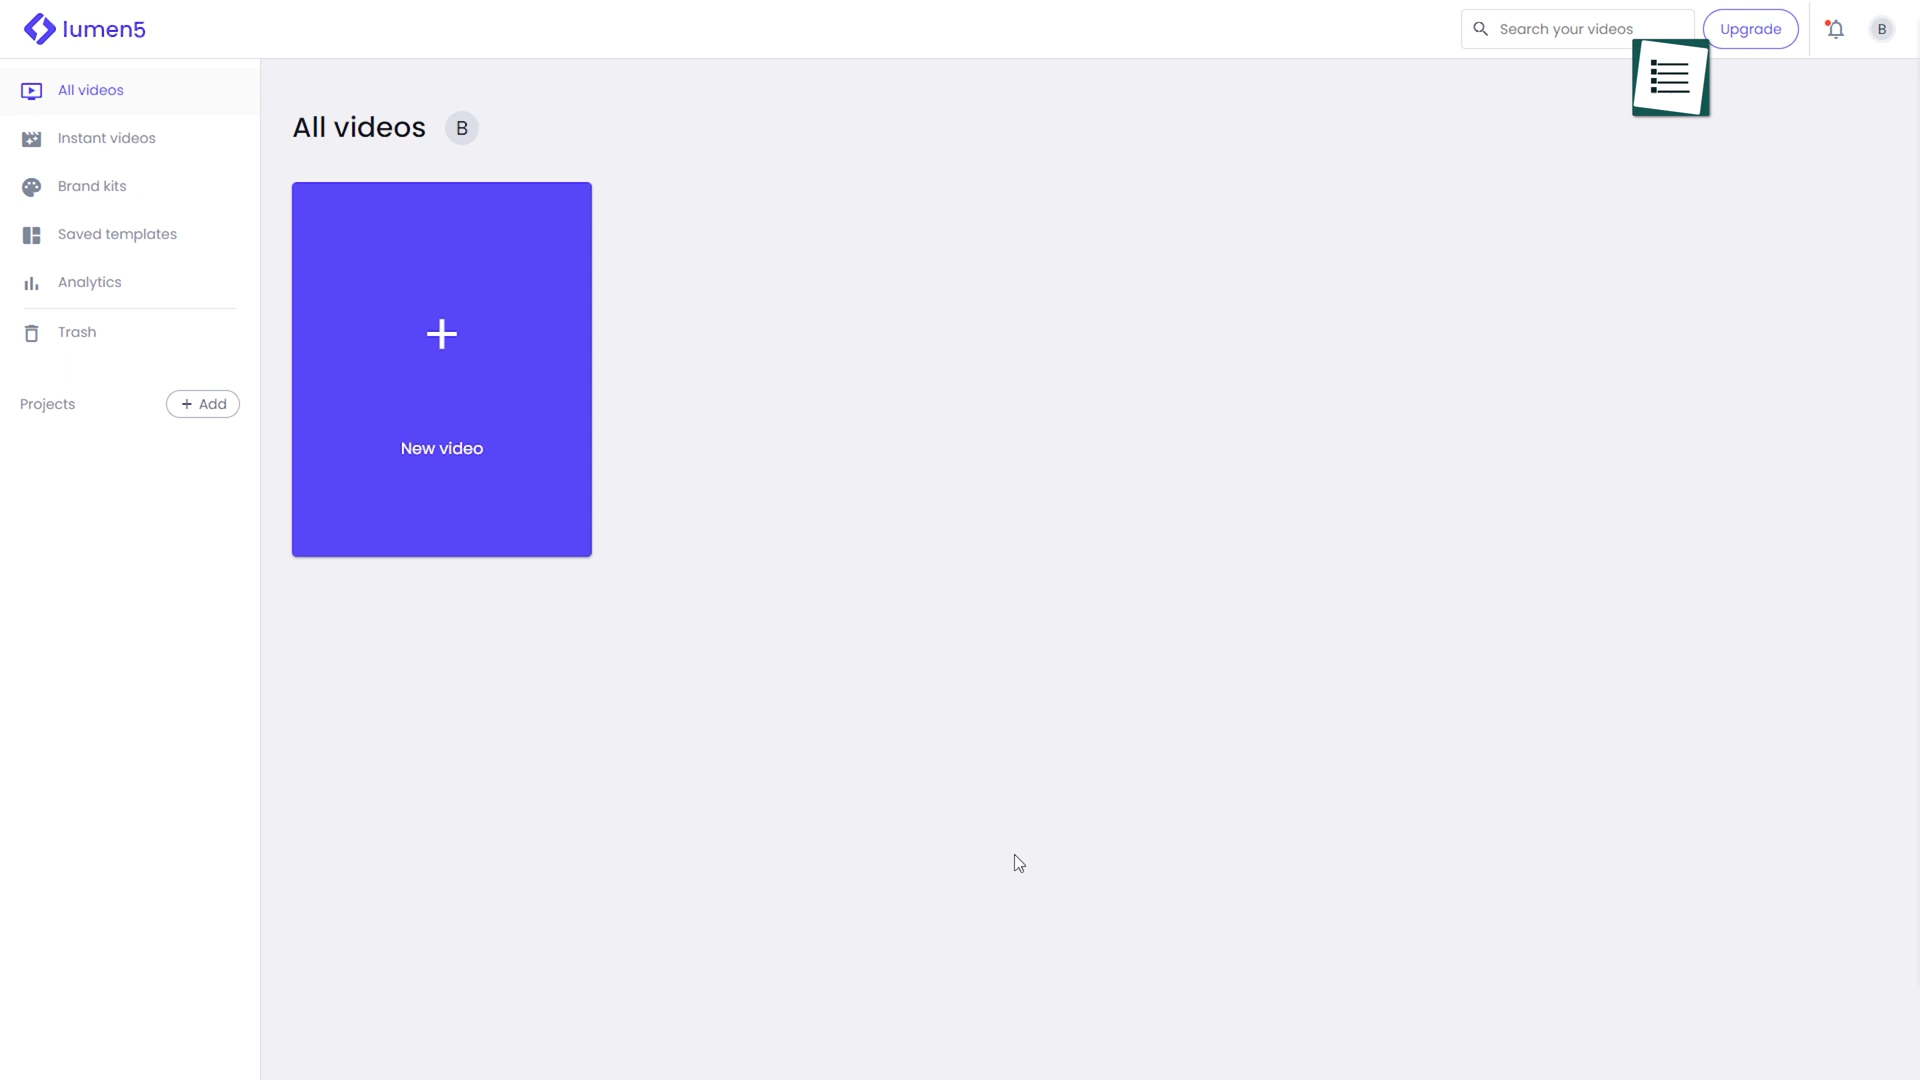 lumen5
Search your videos
Upgrade
B
All videos
Instant videos
Brand kits
Saved templates
Analytics
Trash
Projects
+ Add
All videos B
New video